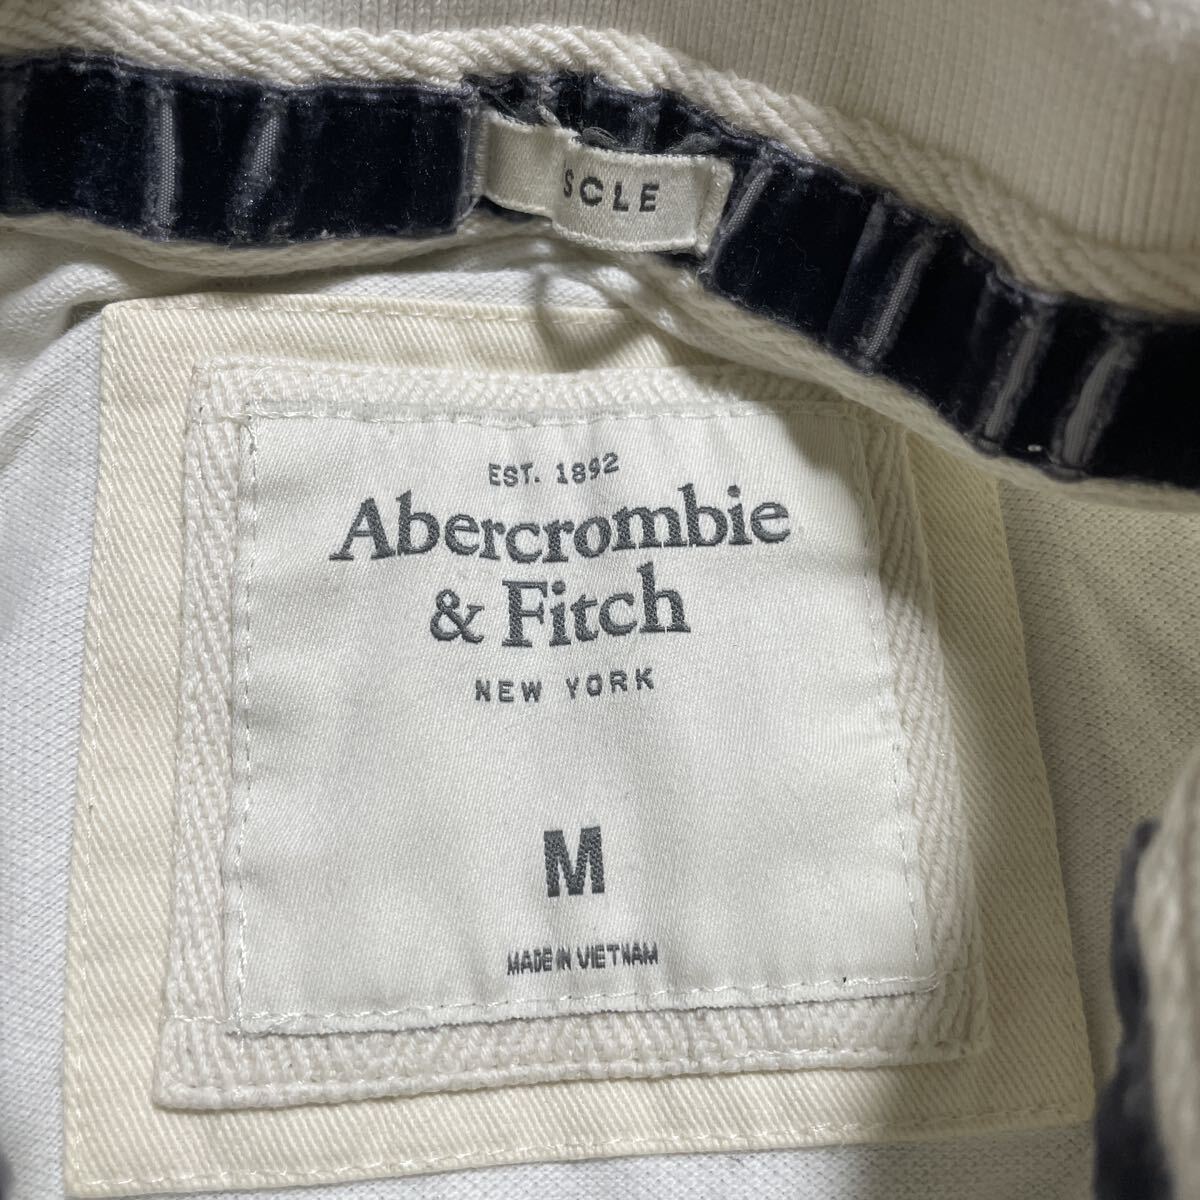 SCLE
EST. 1892
Abercrombie
& Fitch
NEW YORK
M
MADE IN VIETNAM